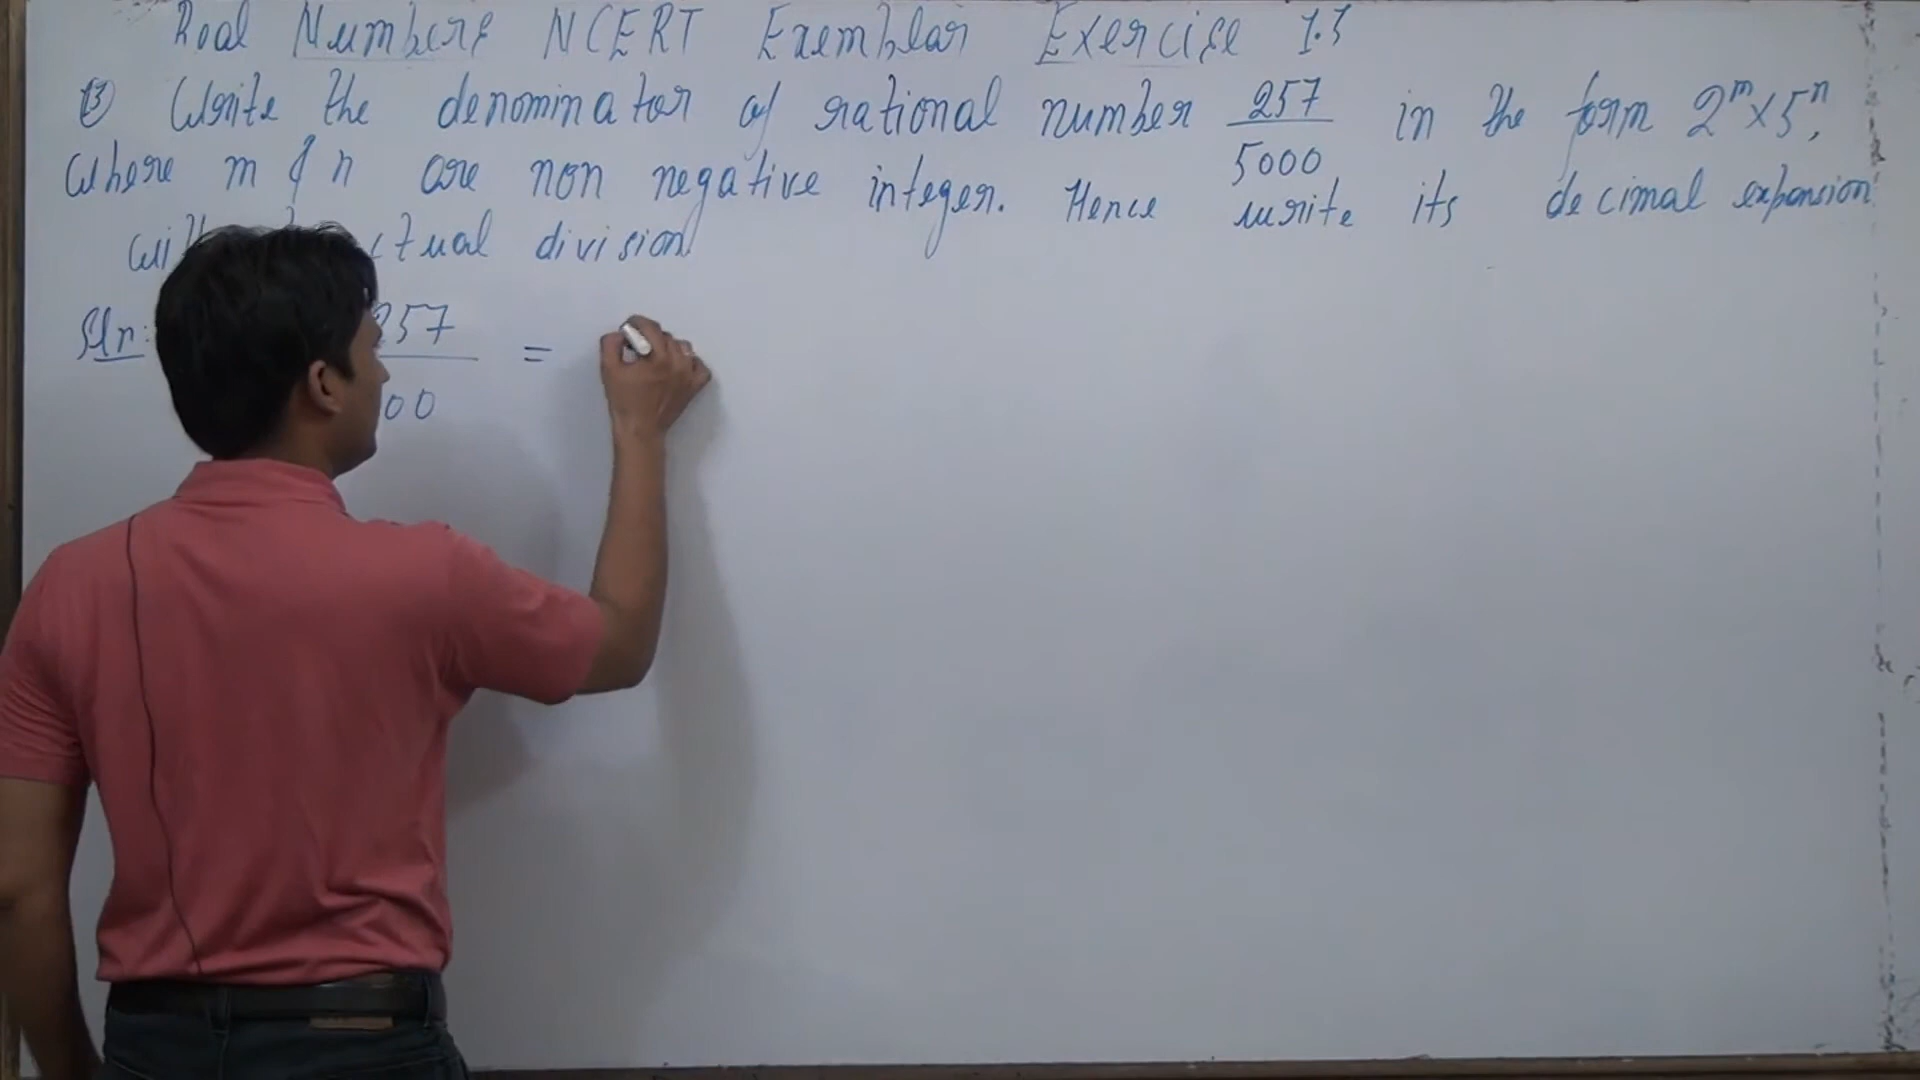 Real Numbers NCERT Exemplar Exercise 1.3
13 Write the denominator of rational number 257/5000 in the form 2^m×5^n,
where m & n are non negative integer. Hence write its decimal expansion
actual division
Sln: 257
00 =